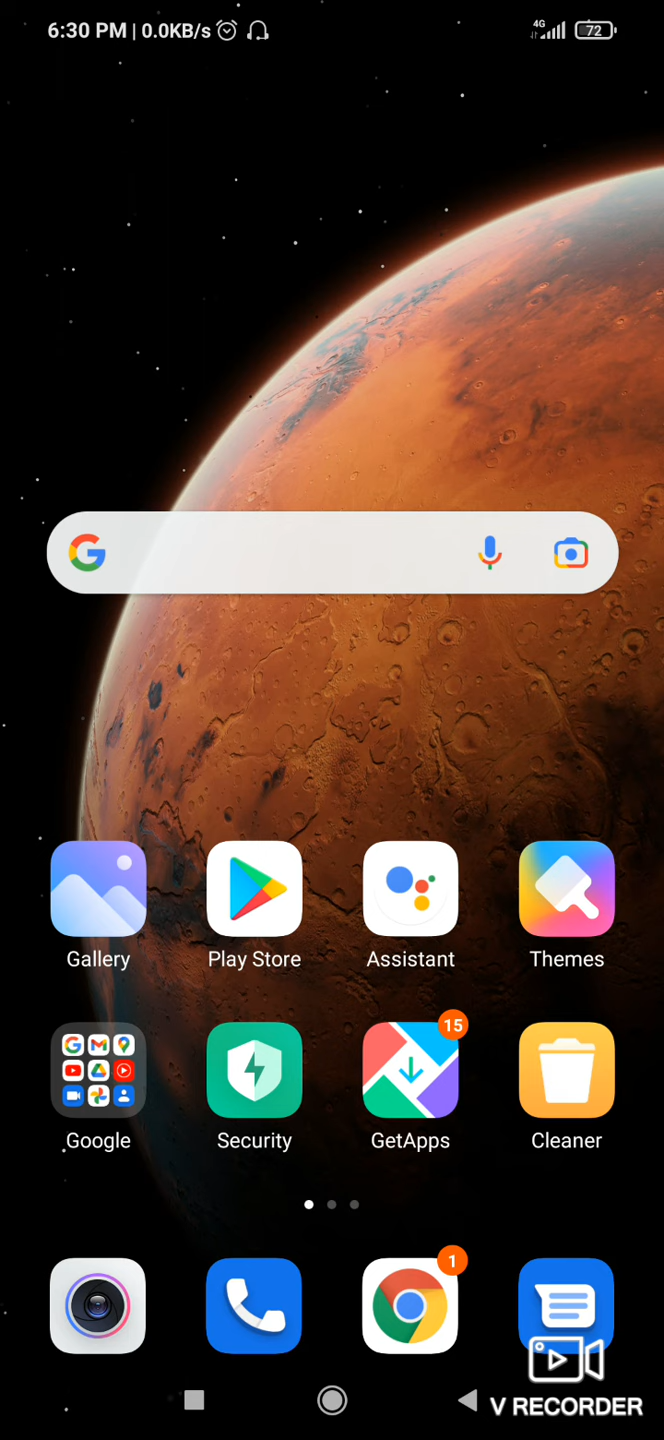 6:30 PM | 0.0KB/s
4G
72
Gallery
Play Store
Assistant
Themes
15
Google
Security
GetApps
Cleaner
1
V RECORDER